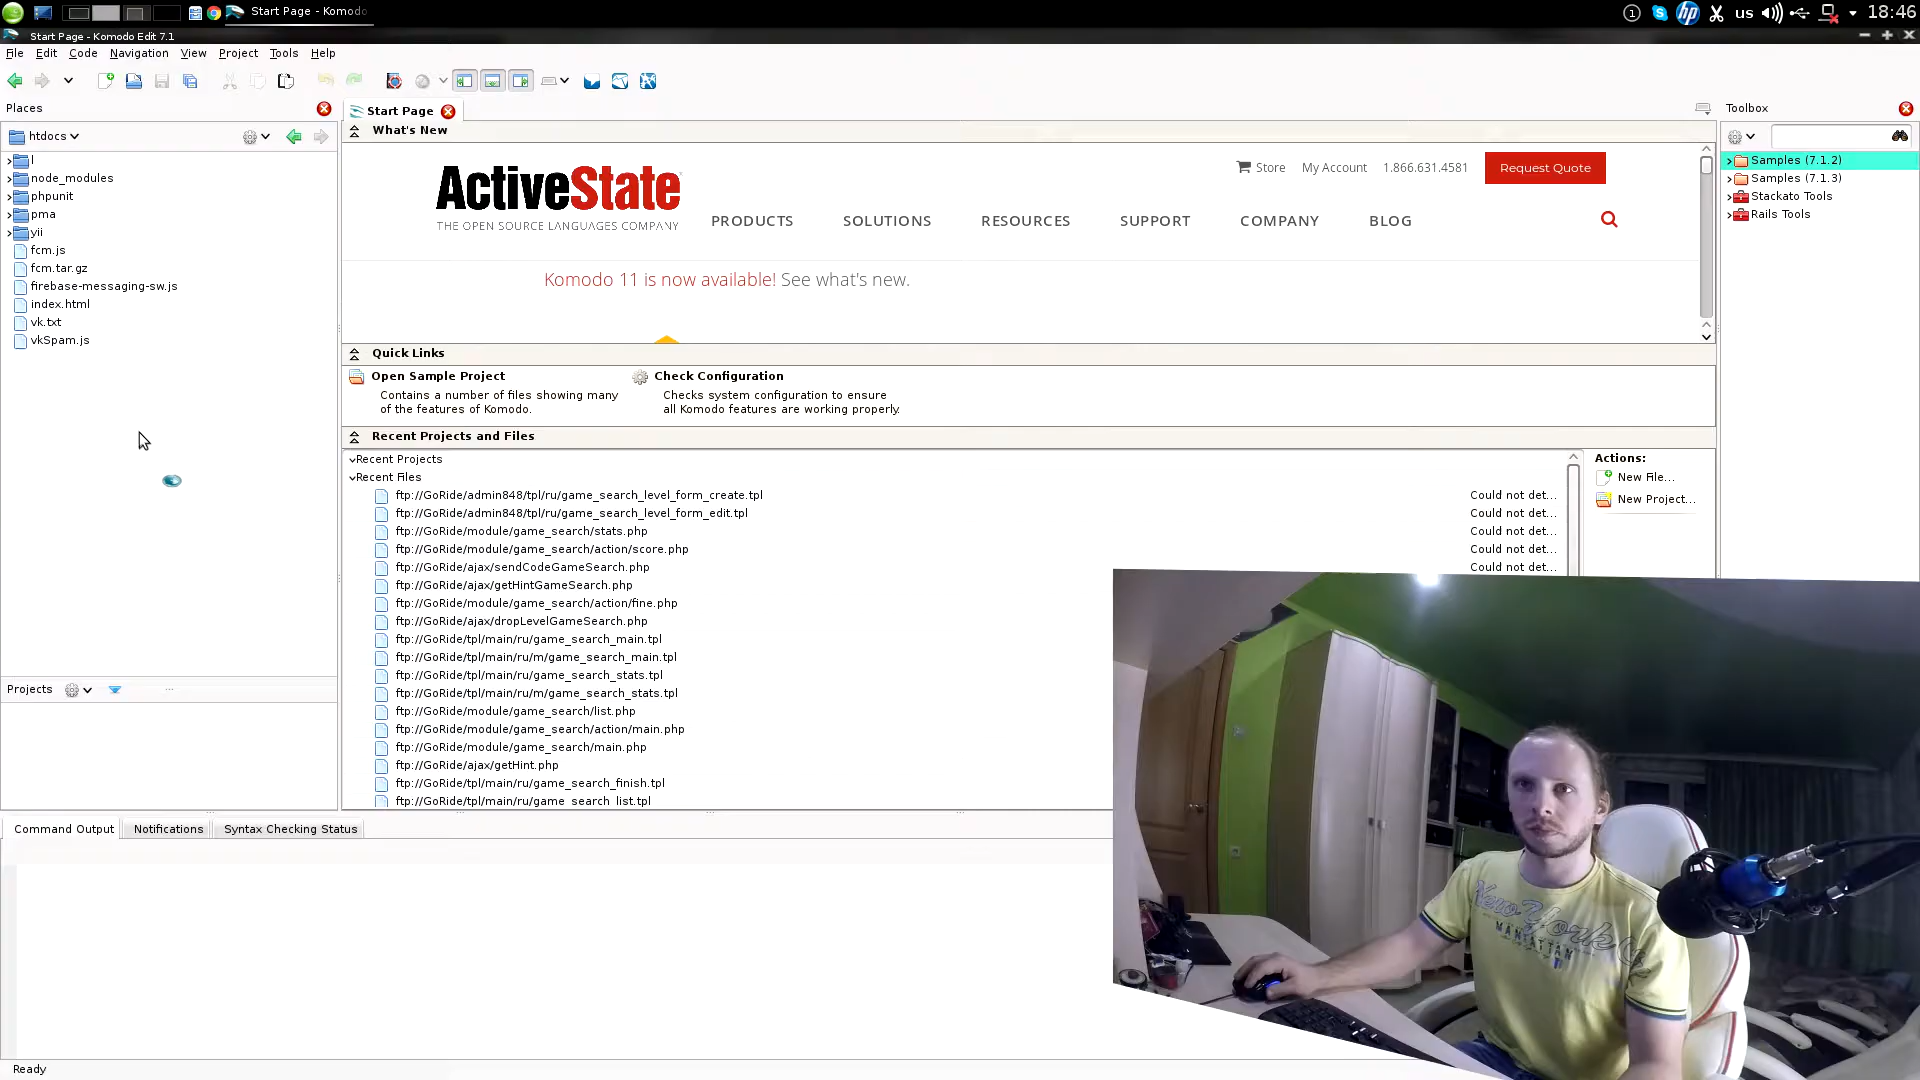 Start Page - Komodo
us
18:46
Start Page - Komodo Edit 7.1
File Edit Code Navigation View Project Tools Help
Places
htdocs
l
node_modules
phpunit
pma
yii
fcm.js
fcm.tar.gz
firebase-messaging-sw.js
index.html
vk.txt
vkSpam.js
Projects
Start Page
What's New
ActiveState
THE OPEN SOURCE LANGUAGES COMPANY
Store My Account 1.866.631.4581 Request Quote
PRODUCTS SOLUTIONS RESOURCES SUPPORT COMPANY BLOG
Komodo 11 is now available! See what's new.
Quick Links
Open Sample Project
Contains a number of files showing many
of the features of Komodo.
Check Configuration
Checks system configuration to ensure
all Komodo features are working properly.
Recent Projects and Files
Recent Projects
Recent Files
ftp://GoRide/admin848/tpl/ru/game_search_level_form_create.tpl Could not det...
ftp://GoRide/admin848/tpl/ru/game_search_level_form_edit.tpl Could not det...
ftp://GoRide/module/game_search/stats.php Could not det...
ftp://GoRide/module/game_search/action/score.php Could not det...
ftp://GoRide/ajax/sendCodeGameSearch.php Could not det...
ftp://GoRide/ajax/getHintGameSearch.php
ftp://GoRide/module/game_search/action/fine.php
ftp://GoRide/ajax/dropLevelGameSearch.php
ftp://GoRide/tpl/main/ru/game_search_main.tpl
ftp://GoRide/tpl/main/ru/m/game_search_main.tpl
ftp://GoRide/tpl/main/ru/game_search_stats.tpl
ftp://GoRide/tpl/main/ru/m/game_search_stats.tpl
ftp://GoRide/module/game_search/list.php
ftp://GoRide/module/game_search/action/main.php
ftp://GoRide/module/game_search/main.php
ftp://GoRide/ajax/getHint.php
ftp://GoRide/tpl/main/ru/game_search_finish.tpl
ftp://GoRide/tpl/main/ru/game_search_list.tpl
Actions:
New File...
New Project...
Toolbox
Samples (7.1.2)
Samples (7.1.3)
Stackato Tools
Rails Tools
Command Output Notifications Syntax Checking Status
New York
MANHATTAN
Ready